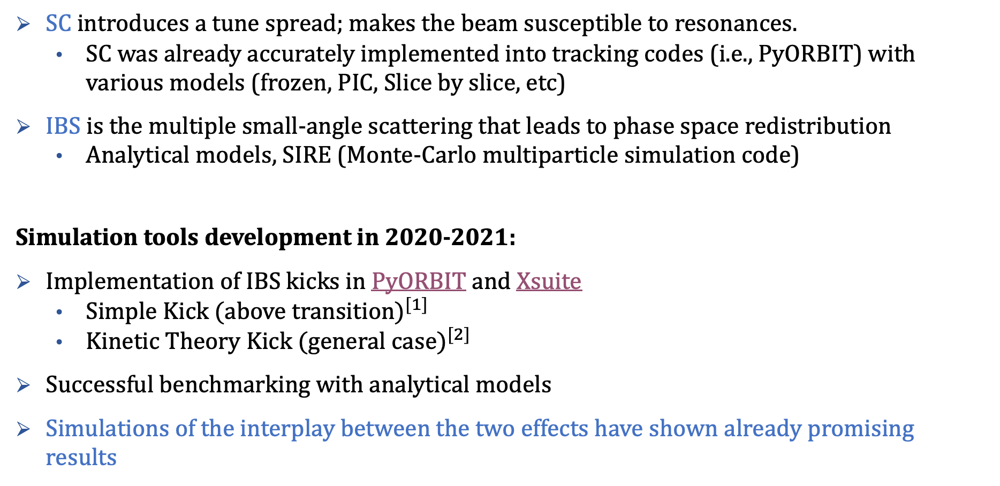 ➢ SC introduces a tune spread; makes the beam susceptible to resonances.
• SC was already accurately implemented into tracking codes (i.e., PyORBIT) with
various models (frozen, PIC, Slice by slice, etc)
➢ IBS is the multiple small-angle scattering that leads to phase space redistribution
• Analytical models, SIRE (Monte-Carlo multiparticle simulation code)
Simulation tools development in 2020-2021:
➢ Implementation of IBS kicks in PyORBIT and Xsuite
• Simple Kick (above transition)[1]
• Kinetic Theory Kick (general case)[2]
➢ Successful benchmarking with analytical models
➢ Simulations of the interplay between the two effects have shown already promising
results